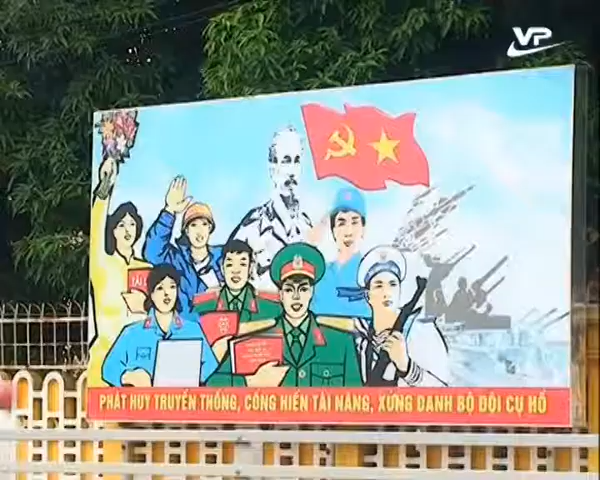 VP
PHÁT HUY TRUYỀN THỐNG, CỐNG HIẾN TÀI NĂNG, XỨNG DANH BỘ ĐỘI CỤ HỒ